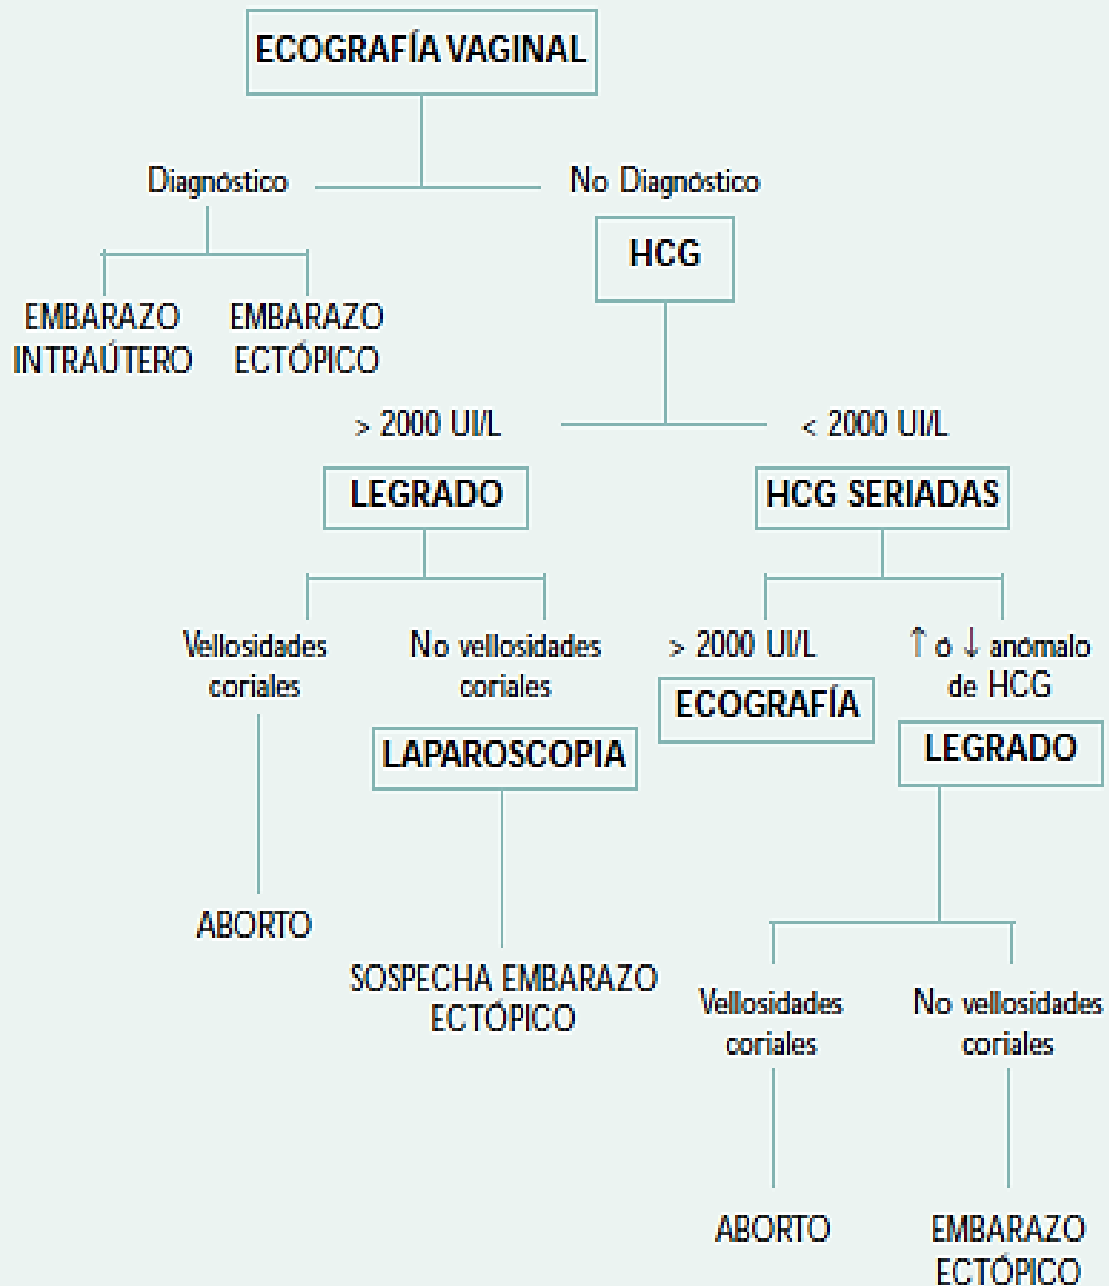 ECOGRAFÍA VAGINAL
Diagnóstico
No Diagnóstico
HCG
EMBARAZO
INTRAÚTERO
EMBARAZO
ECTÓPICO
> 2000 UI/L
< 2000 UI/L
LEGRADO
HCG SERIADAS
Vellosidades
coriales
No vellosidades
coriales
> 2000 UI/L
↑ ó ↓ anómalo
de HCG
ECOGRAFÍA
LAPAROSCOPIA
LEGRADO
ABORTO
SOSPECHA EMBARAZO
ECTÓPICO
Vellosidades
coriales
No vellosidades
coriales
ABORTO
EMBARAZO
ECTÓPICO